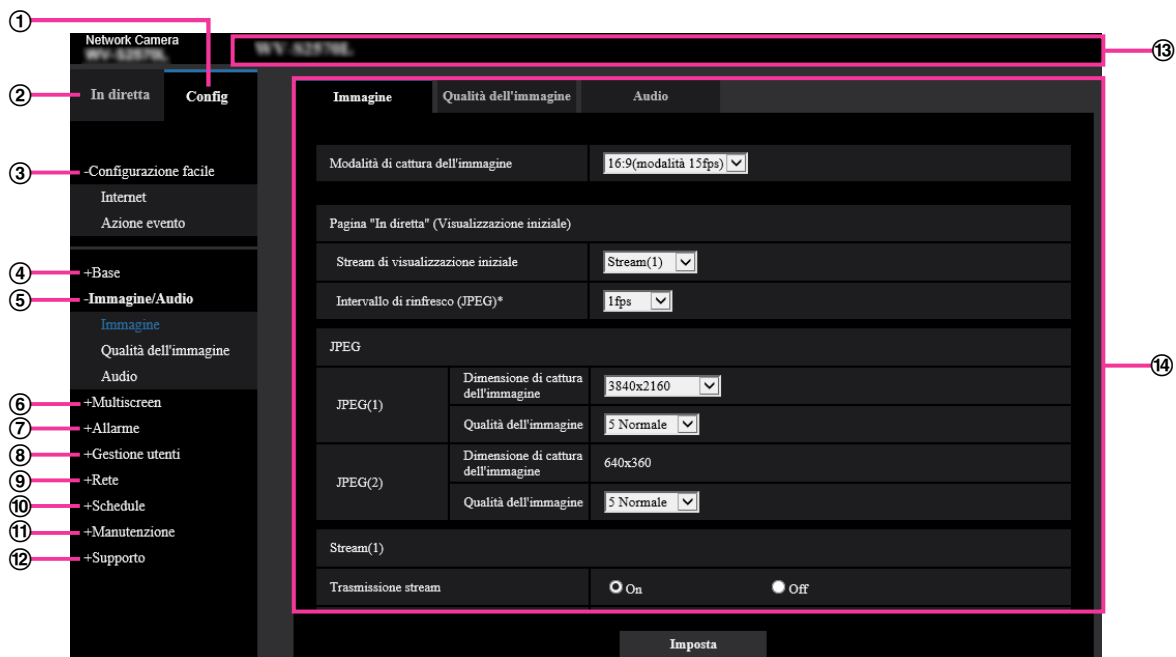 ①
Network Camera
WV-S2570L
⑬
②
In diretta
Config
Immagine
Qualità dell'immagine
Audio
③
-Configurazione facile
Internet
Azione evento
Modalità di cattura dell'immagine
16:9(modalità 15fps)
Pagina "In diretta" (Visualizzazione iniziale)
Stream di visualizzazione iniziale
Stream(1)
Intervallo di rinfresco (JPEG)*
1fps
④
+Base
⑤
-Immagine/Audio
Immagine
Qualità dell'immagine
Audio
⑥
+Multiscreen
⑦
+Allarme
⑧
+Gestione utenti
⑨
+Rete
⑩
+Schedule
⑪
+Manutenzione
⑫
+Supporto
JPEG
JPEG(1)
Dimensione di cattura
dell'immagine
3840x2160
Qualità dell'immagine
5 Normale
JPEG(2)
Dimensione di cattura
dell'immagine
640x360
Qualità dell'immagine
5 Normale
⑭
Stream(1)
Trasmissione stream
On
Off
Imposta